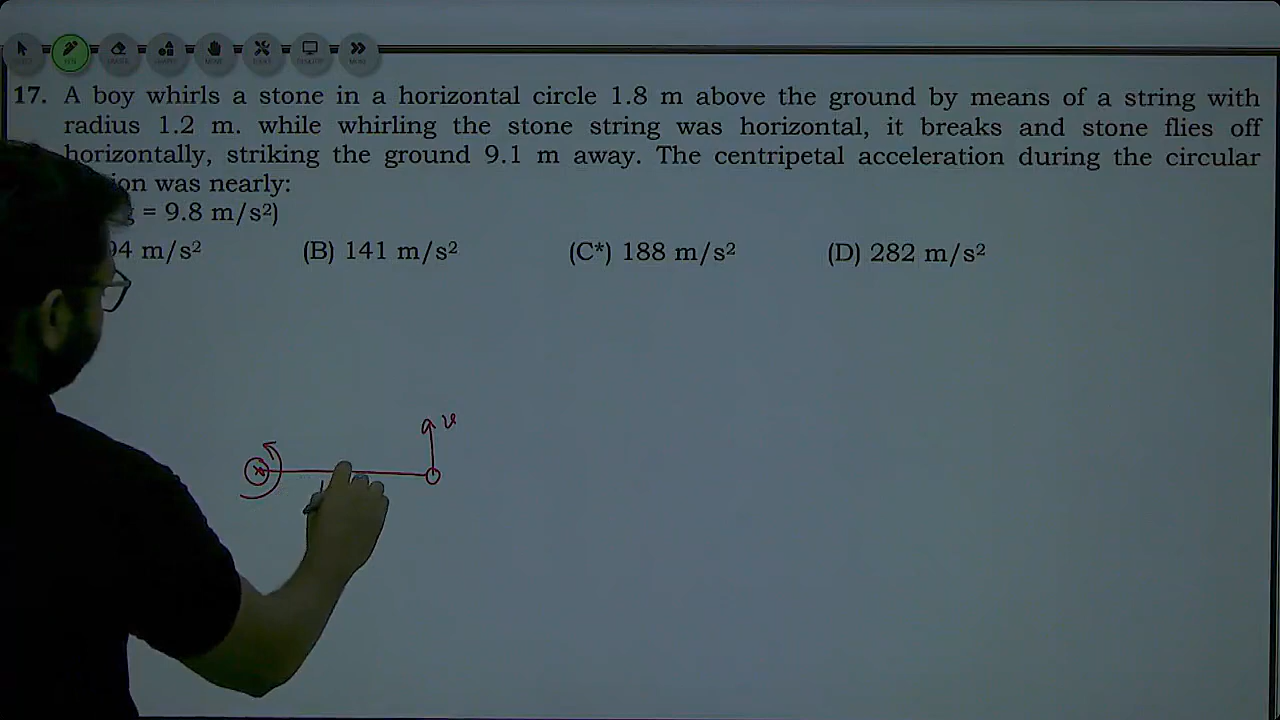 17. A boy whirls a stone in a horizontal circle 1.8 m above the ground by means of a string with
radius 1.2 m. while whirling the stone string was horizontal, it breaks and stone flies off
horizontally, striking the ground 9.1 m away. The centripetal acceleration during the circular
was nearly:
= 9.8 m/s²)
m/s² (B) 141 m/s² (C*) 188 m/s² (D) 282 m/s²
v